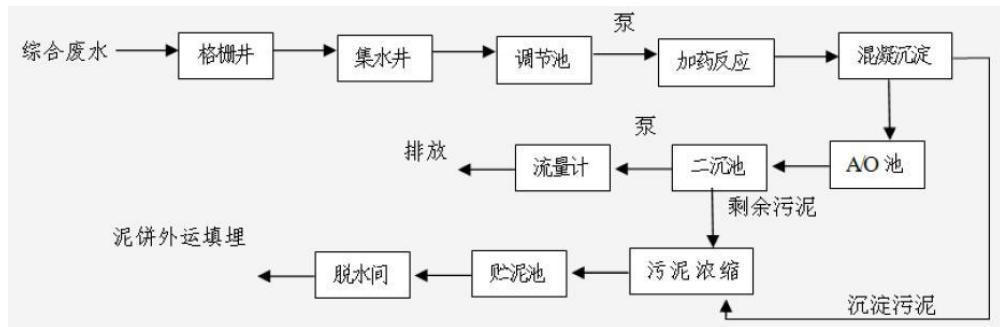 泵
综合废水
格栅井
集水井
调节池
加药反应
混凝沉淀
泵
排放
流量计
二沉池
A/O 池
剩余污泥
泥饼外运填埋
脱水间
贮泥池
污泥浓缩
沉淀污泥